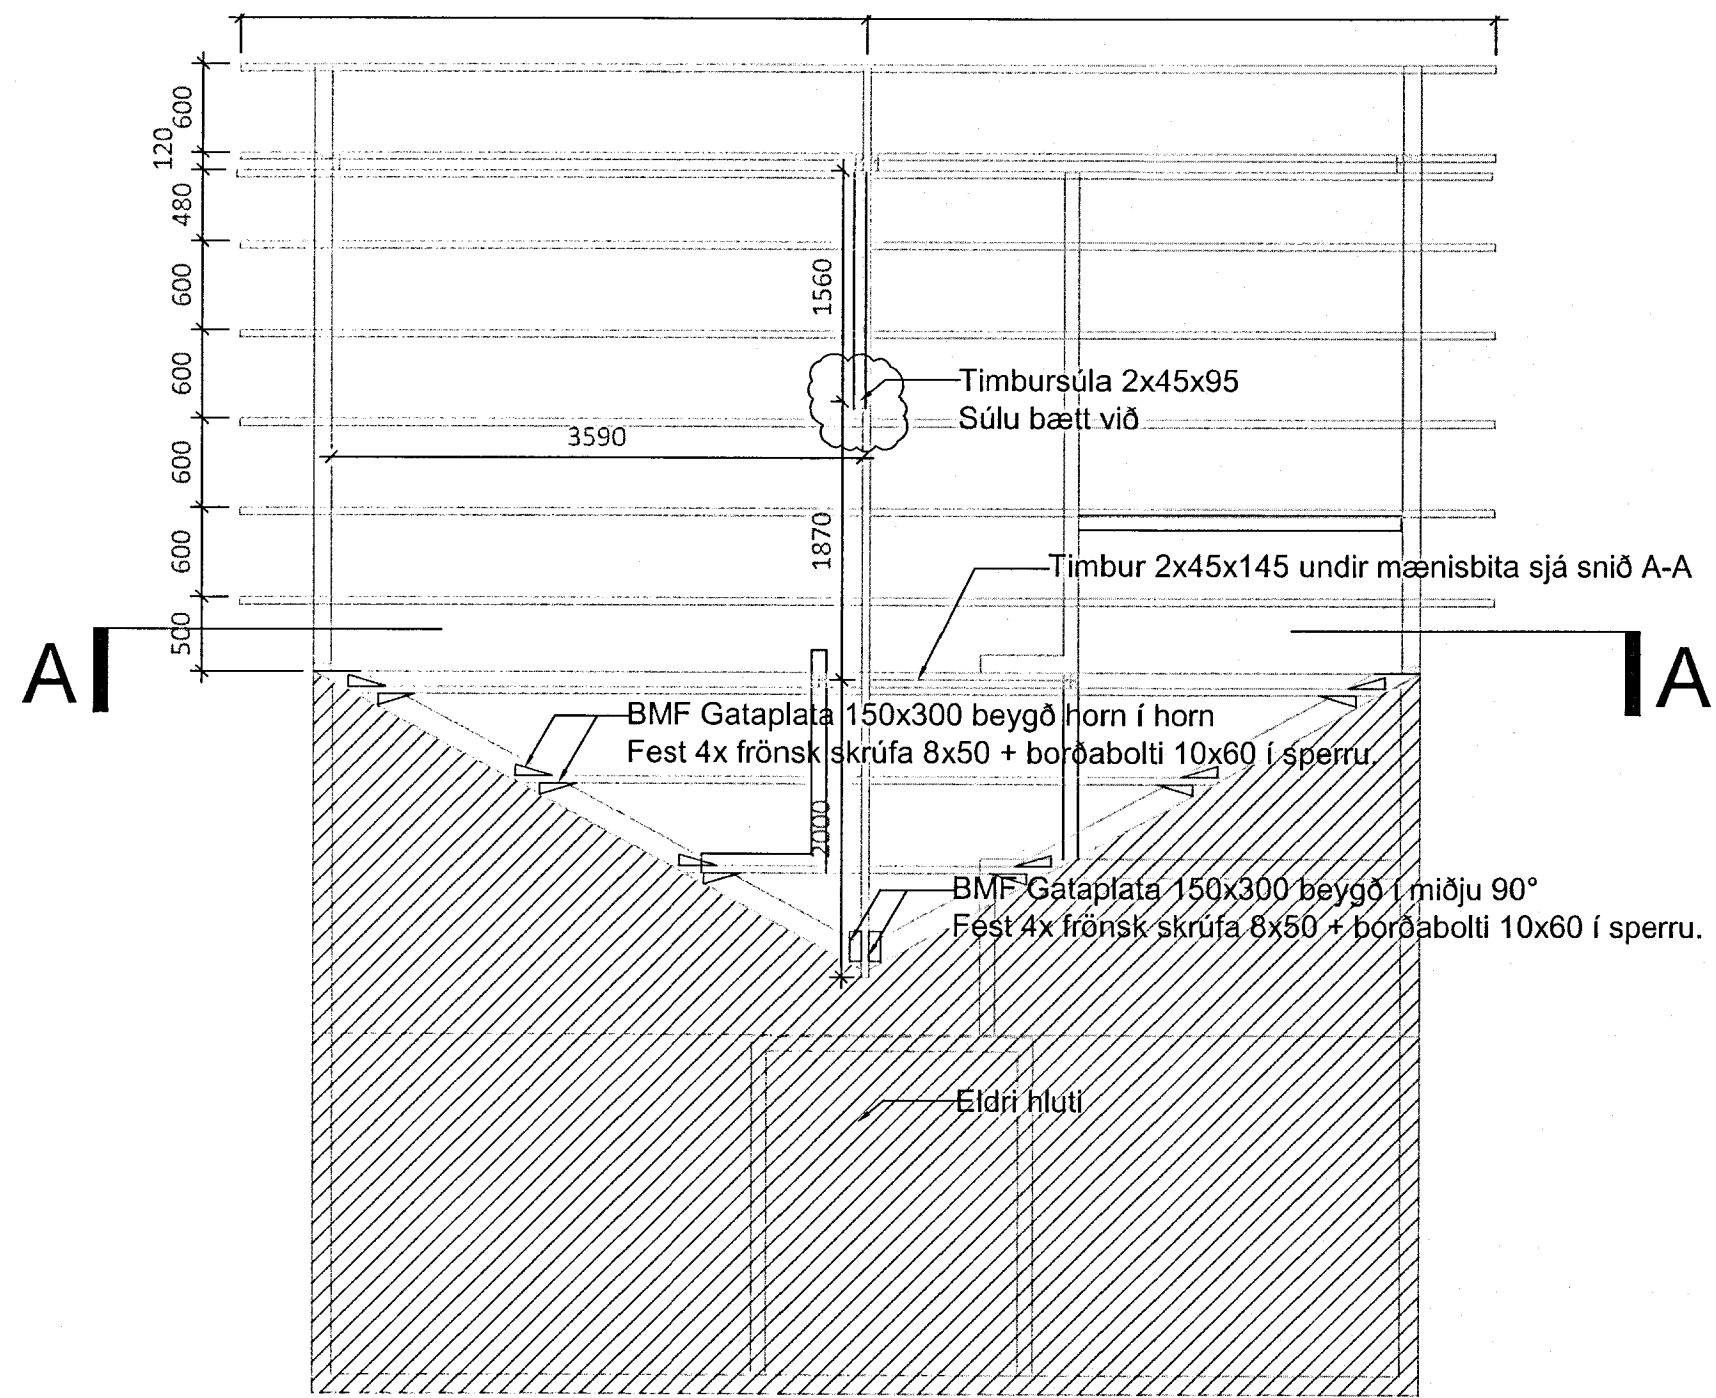 600
120
480
600
1560
600
Timbursúla 2x45x95
Súlu bætt við
3590
600
600
1870
Timbur 2x45x145 undir mænisbita sjá snið A-A
500
A
A
BMF Gataplata 150x300 beygð horn í horn
Fest 4x frönsk skrúfa 8x50 + borðabolti 10x60 í sperru.
2000
BMF Gataplata 150x300 beygð í miðju 90°
Fest 4x frönsk skrúfa 8x50 + borðabolti 10x60 í sperru.
Eldri hluti